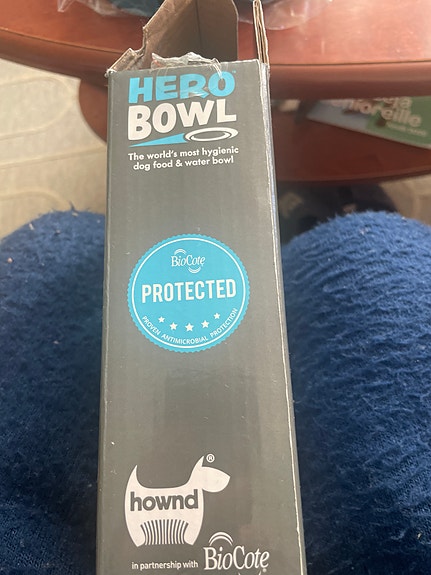 HERO
BOWL
The world's most hygienic
dog food & water bowl
BioCote
PROTECTED
PROVEN ANTIMICROBIAL PROTECTION
hownd®
in partnership with BioCote